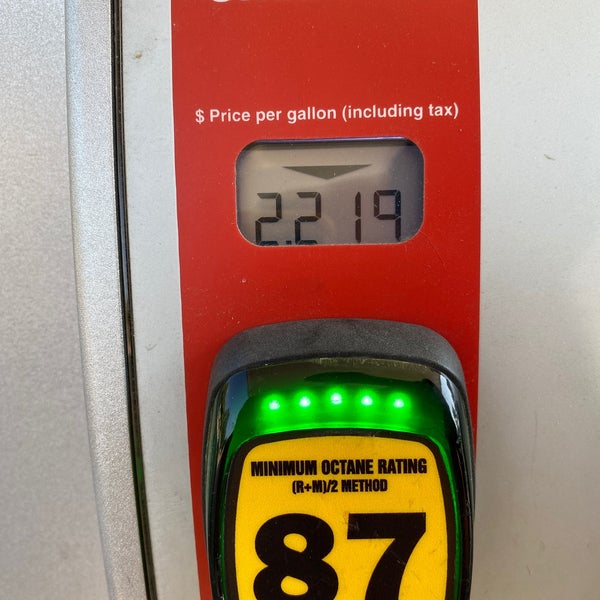 $ Price per gallon (including tax)
2.219
MINIMUM OCTANE RATING
(R+M)/2 METHOD
87